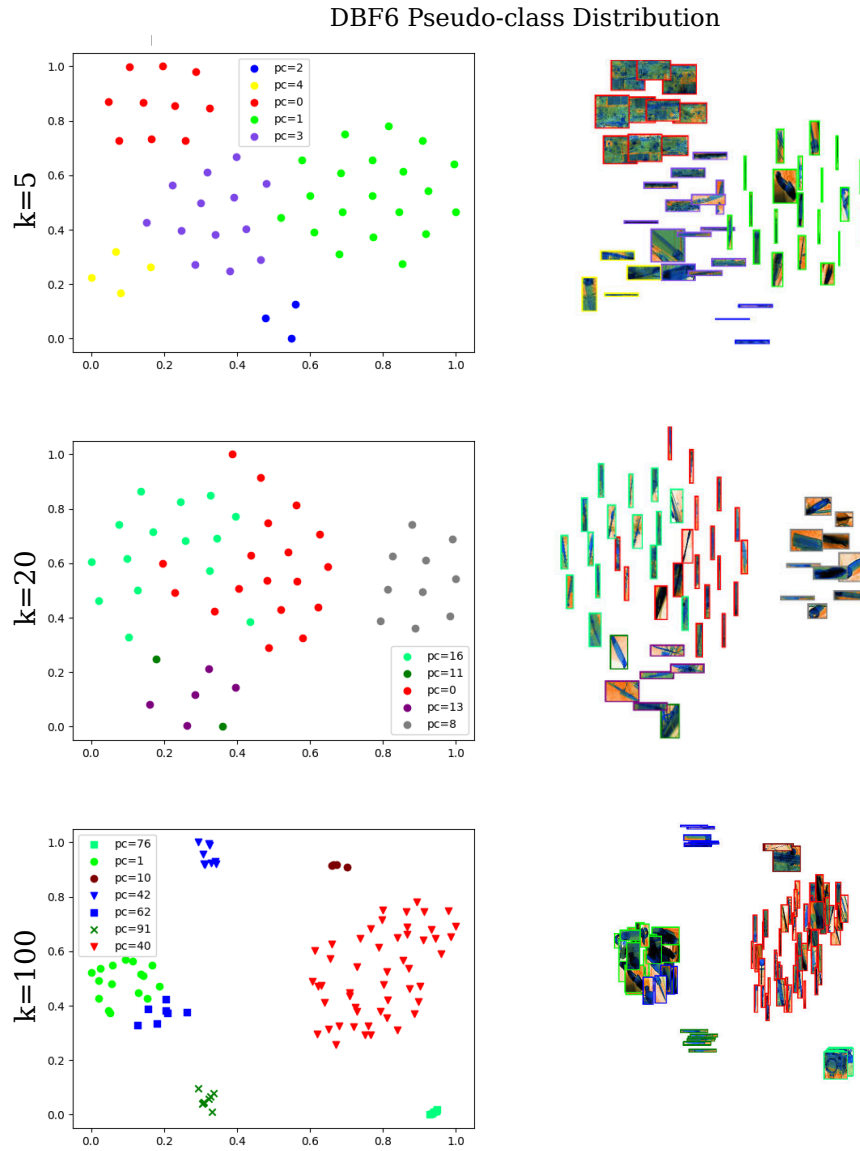 DBF6 Pseudo-class Distribution
k=5
1.0
0.8
0.6
0.4
0.2
0.0
0.0 0.2 0.4 0.6 0.8 1.0
pc=2
pc=4
pc=0
pc=1
pc=3
k=20
1.0
0.8
0.6
0.4
0.2
0.0
0.0 0.2 0.4 0.6 0.8 1.0
pc=16
pc=11
pc=0
pc=13
pc=8
k=100
1.0
0.8
0.6
0.4
0.2
0.0
0.0 0.2 0.4 0.6 0.8 1.0
pc=76
pc=1
pc=10
pc=42
pc=62
pc=91
pc=40